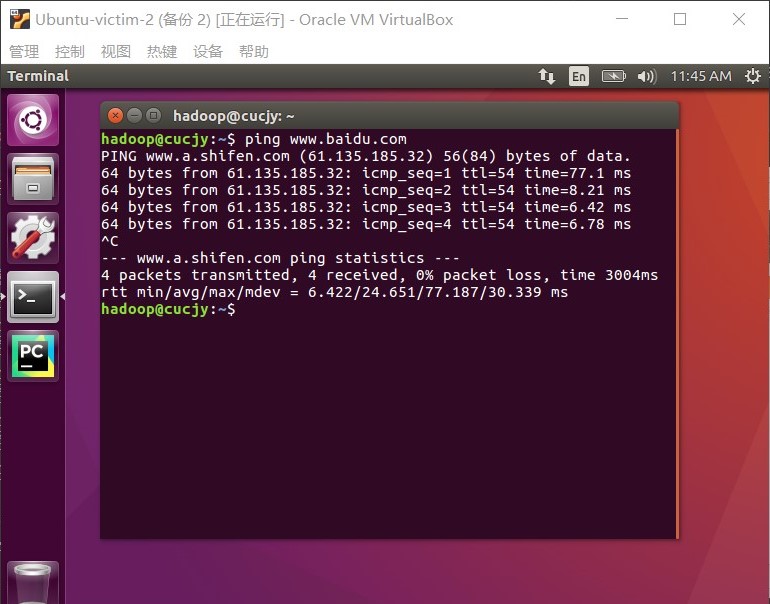 Ubuntu-victim-2 (备份 2) [正在运行] - Oracle VM VirtualBox
管理 控制 视图 热键 设备 帮助
Terminal En 11:45 AM
hadoop@cucjy: ~
hadoop@cucjy:~$ ping www.baidu.com
PING www.a.shifen.com (61.135.185.32) 56(84) bytes of data.
64 bytes from 61.135.185.32: icmp_seq=1 ttl=54 time=77.1 ms
64 bytes from 61.135.185.32: icmp_seq=2 ttl=54 time=8.21 ms
64 bytes from 61.135.185.32: icmp_seq=3 ttl=54 time=6.42 ms
64 bytes from 61.135.185.32: icmp_seq=4 ttl=54 time=6.78 ms
^C
--- www.a.shifen.com ping statistics ---
4 packets transmitted, 4 received, 0% packet loss, time 3004ms
rtt min/avg/max/mdev = 6.422/24.651/77.187/30.339 ms
hadoop@cucjy:~$
>_
PC